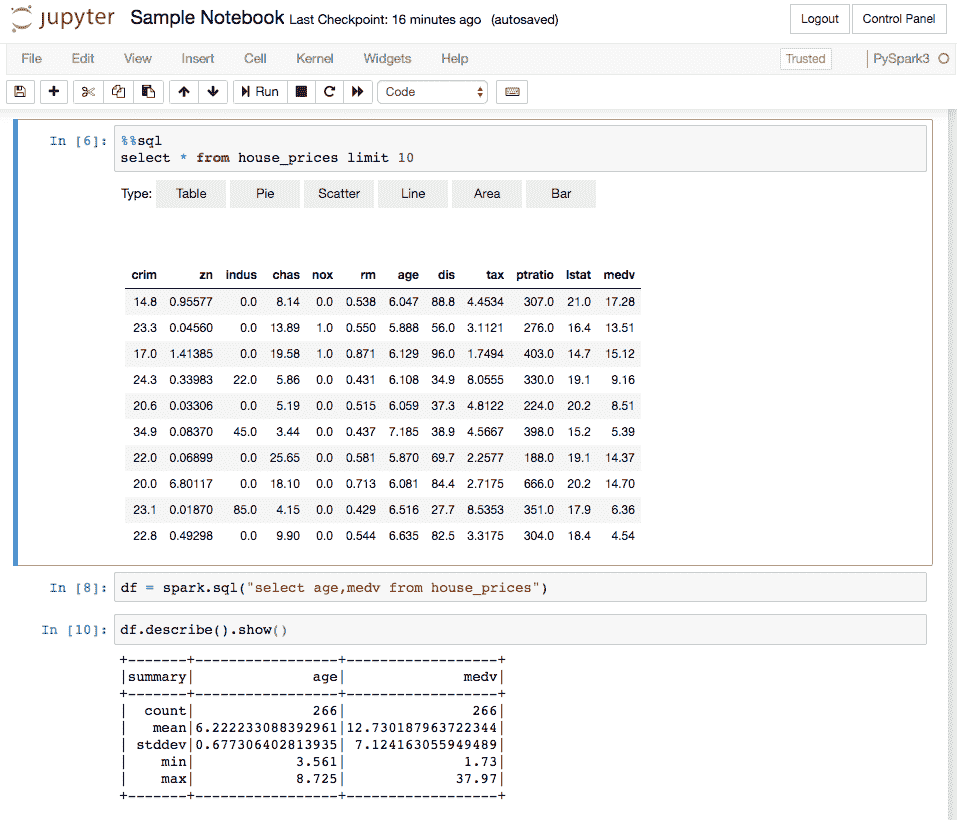 jupyter Sample Notebook Last Checkpoint: 16 minutes ago (autosaved) Logout Control Panel
File Edit View Insert Cell Kernel Widgets Help Trusted PySpark3
Run Code
In [6]: %%sql
select * from house_prices limit 10
Type: Table Pie Scatter Line Area Bar
crim zn indus chas nox rm age dis tax ptratio lstat medv
14.8 0.95577 0.0 8.14 0.0 0.538 6.047 88.8 4.4534 307.0 21.0 17.28
23.3 0.04560 0.0 13.89 1.0 0.550 5.888 56.0 3.1121 276.0 16.4 13.51
17.0 1.41385 0.0 19.58 1.0 0.871 6.129 96.0 1.7494 403.0 14.7 15.12
24.3 0.33983 22.0 5.86 0.0 0.431 6.108 34.9 8.0555 330.0 19.1 9.16
20.6 0.03306 0.0 5.19 0.0 0.515 6.059 37.3 4.8122 224.0 20.2 8.51
34.9 0.08370 45.0 3.44 0.0 0.437 7.185 38.9 4.5667 398.0 15.2 5.39
22.0 0.06899 0.0 25.65 0.0 0.581 5.870 69.7 2.2577 188.0 19.1 14.37
20.0 6.80117 0.0 18.10 0.0 0.713 6.081 84.4 2.7175 666.0 20.2 14.70
23.1 0.01870 85.0 4.15 0.0 0.429 6.516 27.7 8.5353 351.0 17.9 6.36
22.8 0.49298 0.0 9.90 0.0 0.544 6.635 82.5 3.3175 304.0 18.4 4.54
In [8]: df = spark.sql("select age,medv from house_prices")
In [10]: df.describe().show()
+-------+-----------------+------------------+
|summary|              age|              medv|
+-------+-----------------+------------------+
|  count|              266|               266|
|   mean|6.222233088392961|12.730187963722344|
| stddev|0.677306402813935| 7.124163055949489|
|    min|            3.561|              1.73|
|    max|            8.725|             37.97|
+-------+-----------------+------------------+